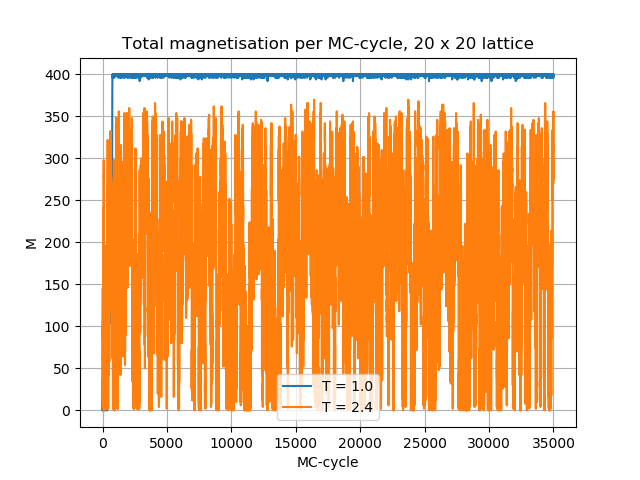 Total magnetisation per MC-cycle, 20 x 20 lattice
400
350
300
250
200
150
100
50
0
M
T = 1.0
T = 2.4
0 5000 10000 15000 20000 25000 30000 35000
MC-cycle